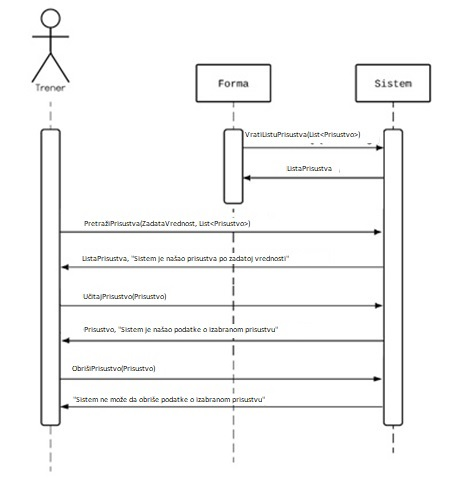 Trener
Forma
Sistem
VratiListuPrisustva(List<Prisustvo>)
ListaPrisustva
PretražiPrisustva(ZadataVrednost, List<Prisustvo>)
ListaPrisustva, "Sistem je našao prisustva po zadatoj vrednosti"
UčitajPrisustvo(Prisustvo)
Prisustvo, "Sistem je našao podatke o izabranom prisustvu"
ObrišiPrisustvo(Prisustvo)
"Sistem ne može da obriše podatke o izabranom prisustvu"